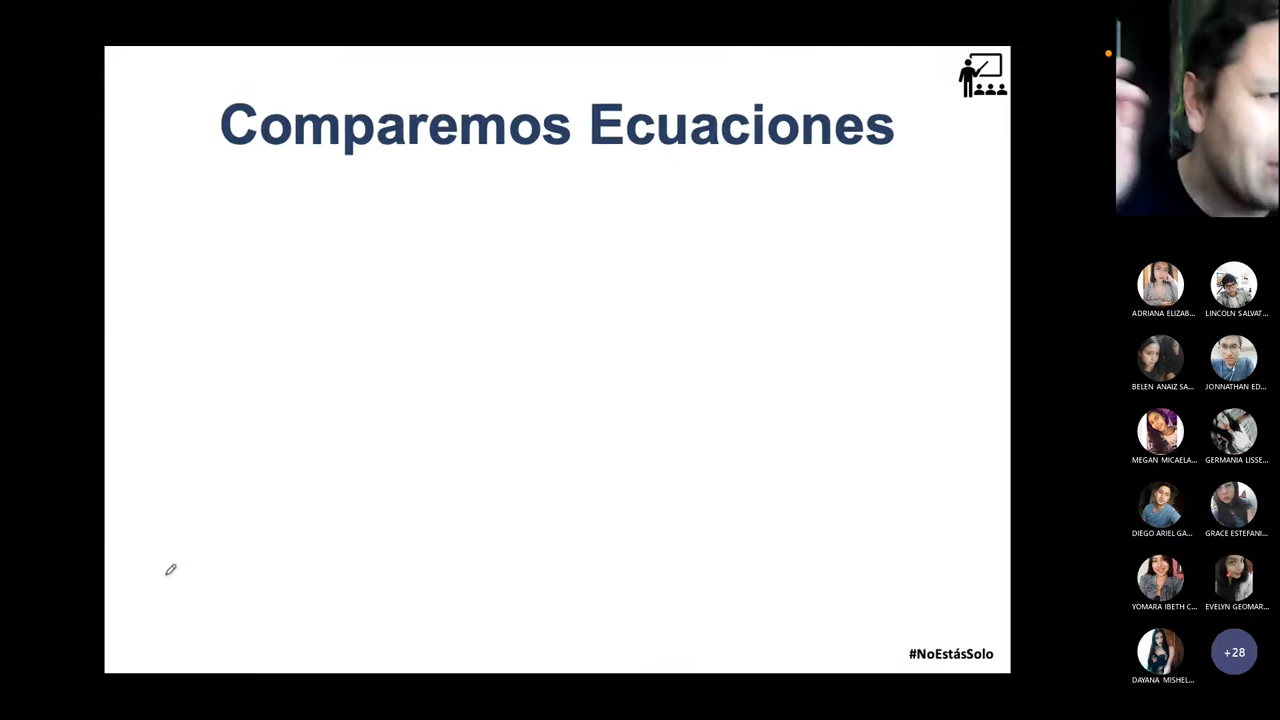 Comparemos Ecuaciones
#NoEstásSolo
ADRIANA ELIZAB...
LINCOLN SALVAT...
BELEN ANAIZ SA...
JONNATHAN ED...
MEGAN MICAELA...
GERMANIA LISSE...
DIEGO ARIEL GA...
GRACE ESTEFANI...
YOMARA IBETH C...
EVELYN GEOMAR...
DAYANA MISHEL...
+28